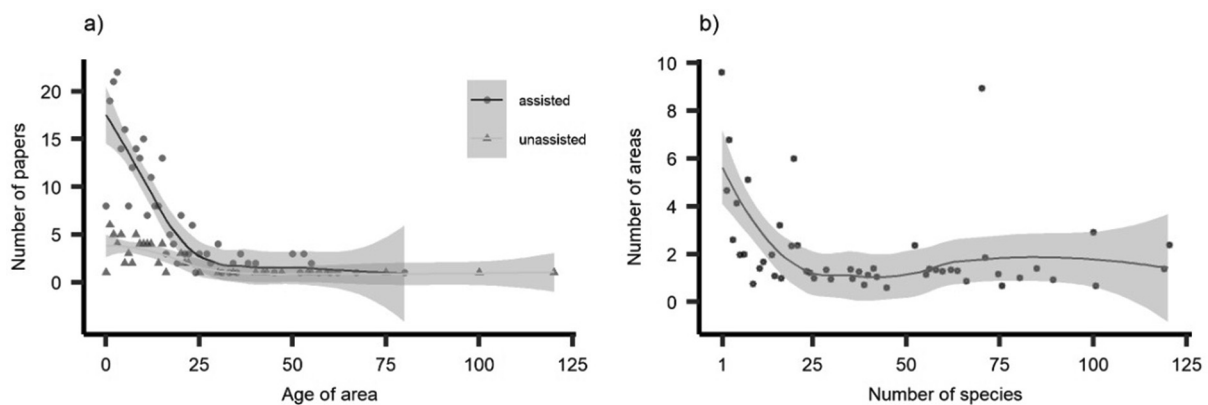 a)
Number of papers
20
15
10
5
0
assisted
unassisted
0 25 50 75 100 125
Age of area
b)
Number of areas
10
8
6
4
2
0
1 25 50 75 100 125
Number of species